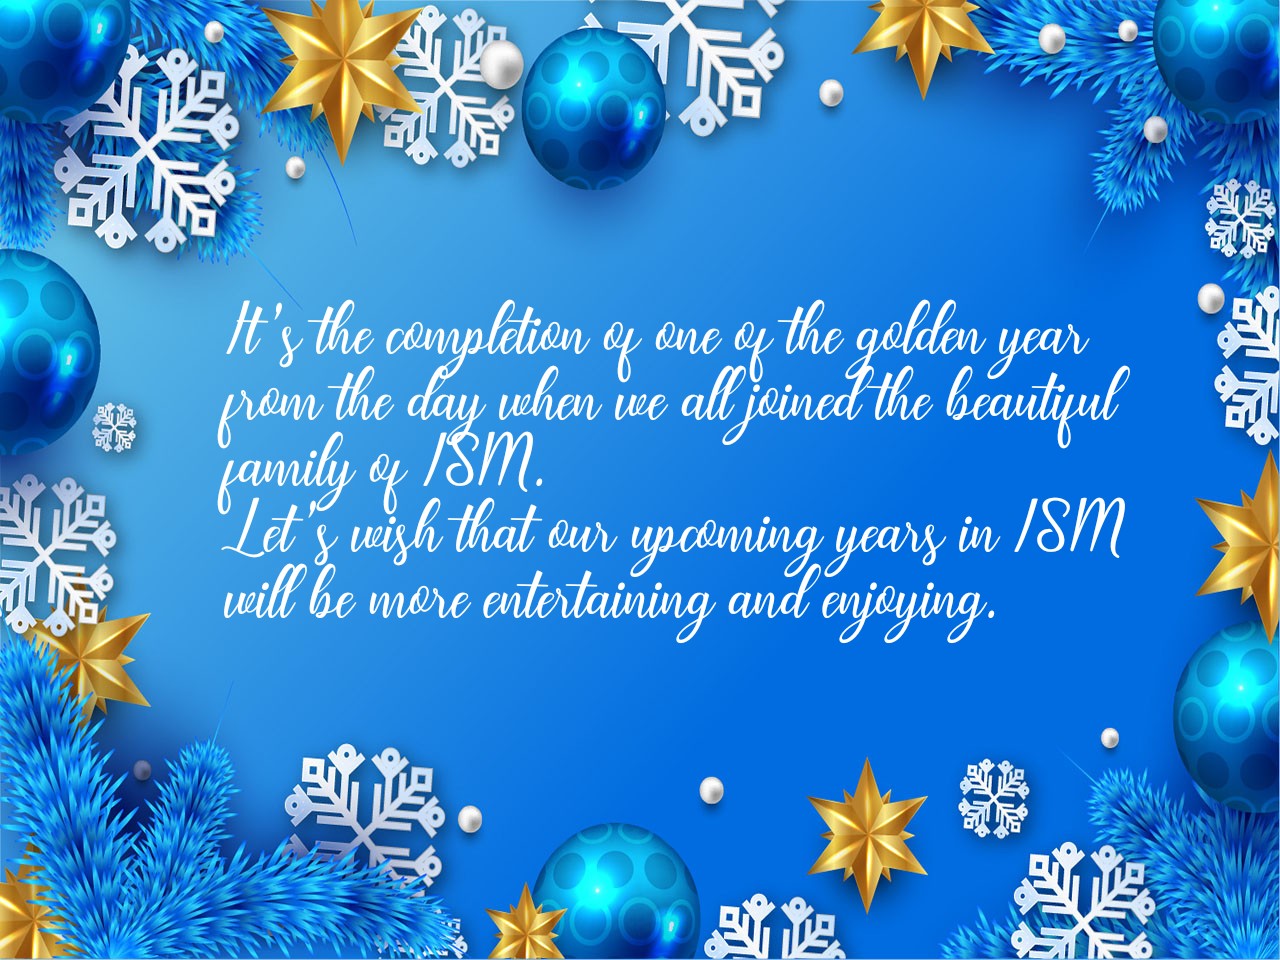 It's the completion of one of the golden year
from the day when we all joined the beautiful
family of ISM.
Let's wish that our upcoming years in ISM
will be more entertaining and enjoying.